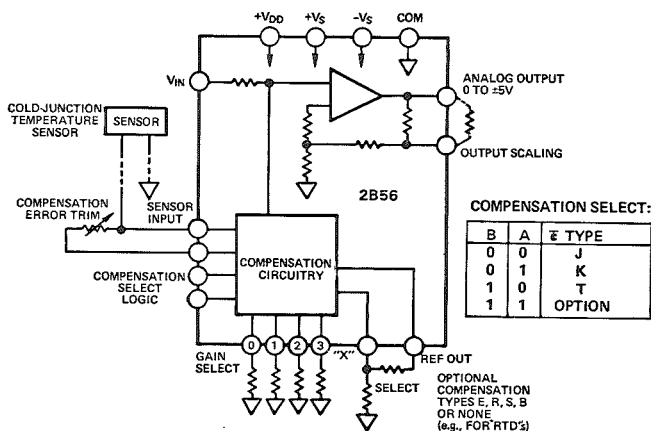 +VDD +VS −VS COM
VIN
ANALOG OUTPUT
0 TO ±5V
COLD-JUNCTION
TEMPERATURE
SENSOR
SENSOR
OUTPUT SCALING
2B56
COMPENSATION
ERROR TRIM
SENSOR
INPUT
COMPENSATION
CIRCUITRY
COMPENSATION
SELECT
LOGIC
COMPENSATION SELECT:
B A TYPE
0 0 J
0 1 K
1 0 T
1 1 OPTION
GAIN
SELECT
0 1 2 3 "X"
REF OUT
SELECT
OPTIONAL
COMPENSATION
TYPES E, R, S, B
OR NONE
(e.g., FOR RTD's)